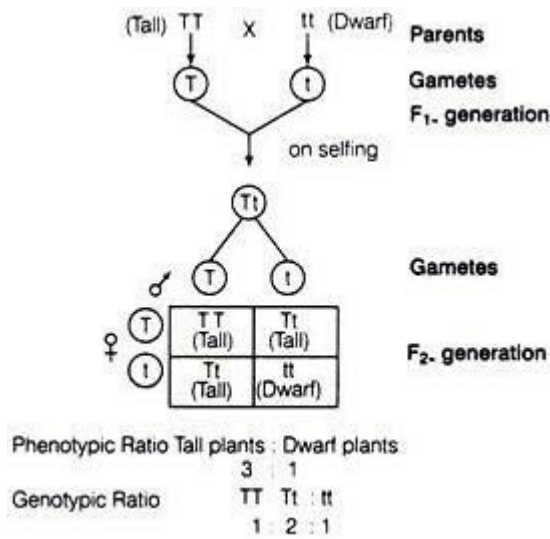 (Tall) TT X tt (Dwarf) Parents
T t Gametes
F1- generation
on selfing
Tt
T t Gametes
♂
♀ T TT Tt
(Tall) (Tall)
F2- generation
t Tt tt
(Tall) (Dwarf)
Phenotypic Ratio Tall plants : Dwarf plants
3 : 1
Genotypic Ratio TT Tt : tt
1 : 2 : 1